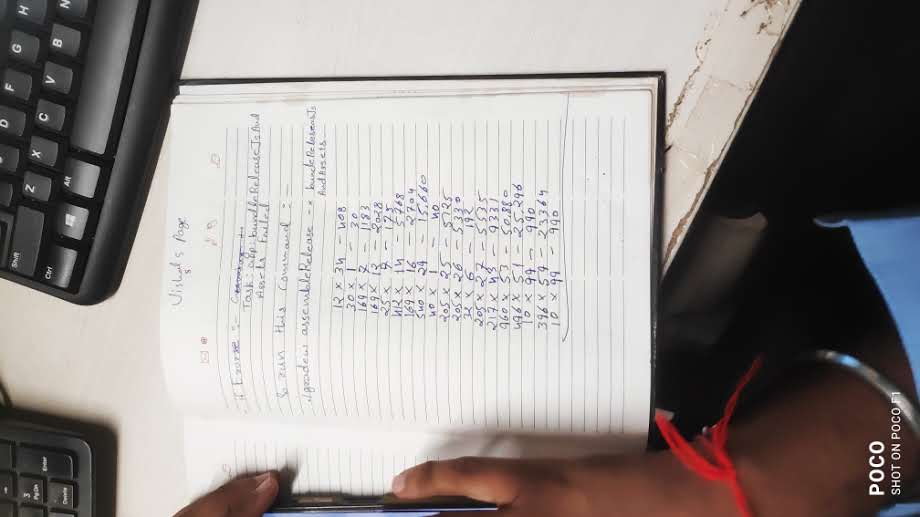 3
PgDn
Enter
Delete
Shift
D
F
G
H
Z
X
C
V
B
N
Ctrl
Alt
Vishal's Page
if Error :-
Task: app: bundleReleaseJsAnd
Assets Failed
So run this Command :-
./gradlew assembleRelease -x bundleReleaseJs
AndAssets
12 × 34 - 408
30 × 1 - 30
169 × 7 - 1183
169 × 12 - 2028
25 × 7 - 175
412 × 14 - 5768
169 × 16 - 2704
540 × 29 - 15,660
40 × 1 - 40
205 × 25 - 5125
205 × 26 - 5330
32 × 6 - 192
205 × 27 - 5535
217 × 43 - 9331
960 × 53 - 50,880
496 × 51 - 25,296
10 × 99 - 990
396 × 59 - 23364
10 × 99 - 990
POCO
SHOT ON POCO F1